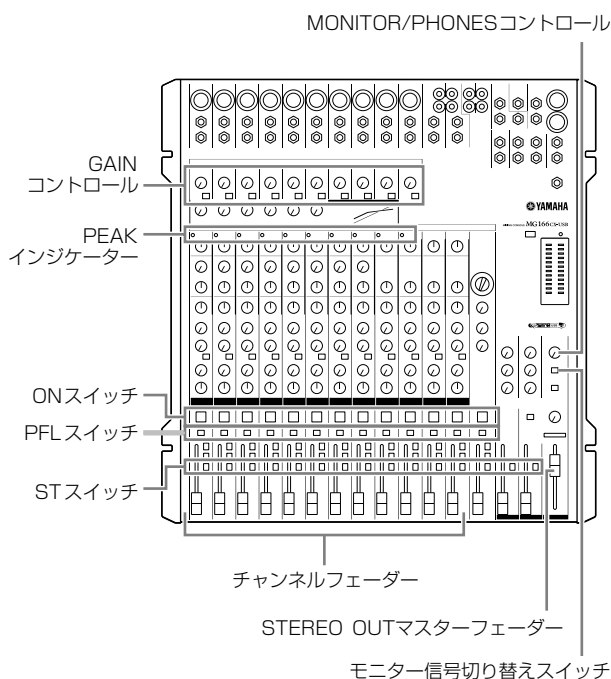 MONITOR/PHONESコントロール
GAIN
コントロール
YAMAHA
MG166CX-USB
PEAK
インジケーター
ONスイッチ
PFLスイッチ
STスイッチ
チャンネルフェーダー
STEREO OUTマスターフェーダー
モニター信号切り替えスイッチ